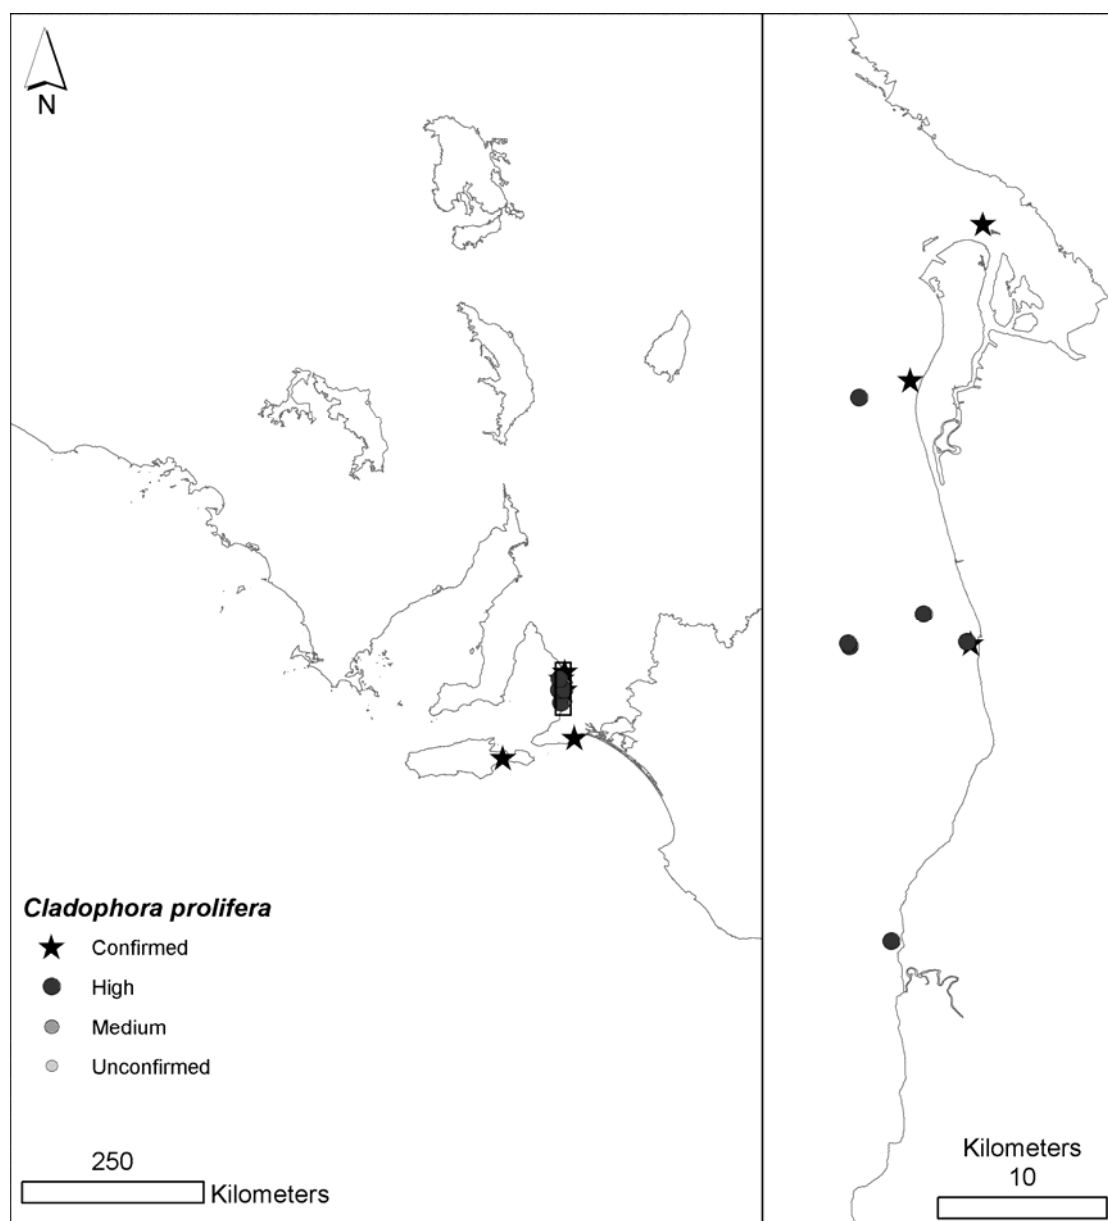 N
Cladophora prolifera
Confirmed
High
Medium
Unconfirmed
250
Kilometers
Kilometers
10